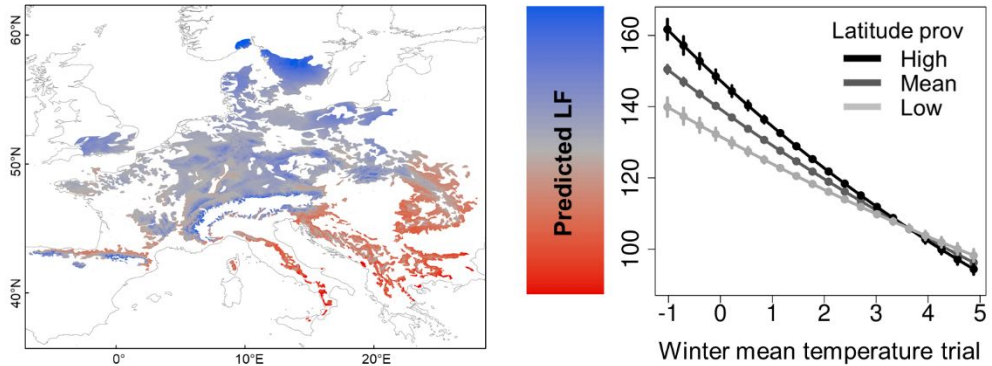 60°N
50°N
40°N
0°
10°E
20°E
Predicted LF
160
140
120
100
Latitude prov
High
Mean
Low
-1
0
1
2
3
4
5
Winter mean temperature trial